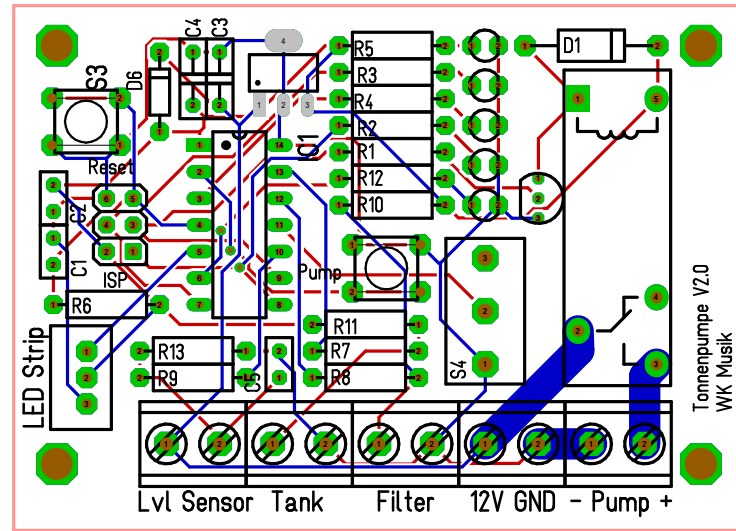 C4
C3
S3
D6
R5
D1
R3
R4
R2
IC1
R1
Reset
R12
R10
C2
C1
ISP
Pump
R6
R11
R13
R7
R9
C5
R8
S4
LED Strip
Tonnenpumpe V2.0
WK Musik
Lvl Sensor Tank Filter 12V GND - Pump +